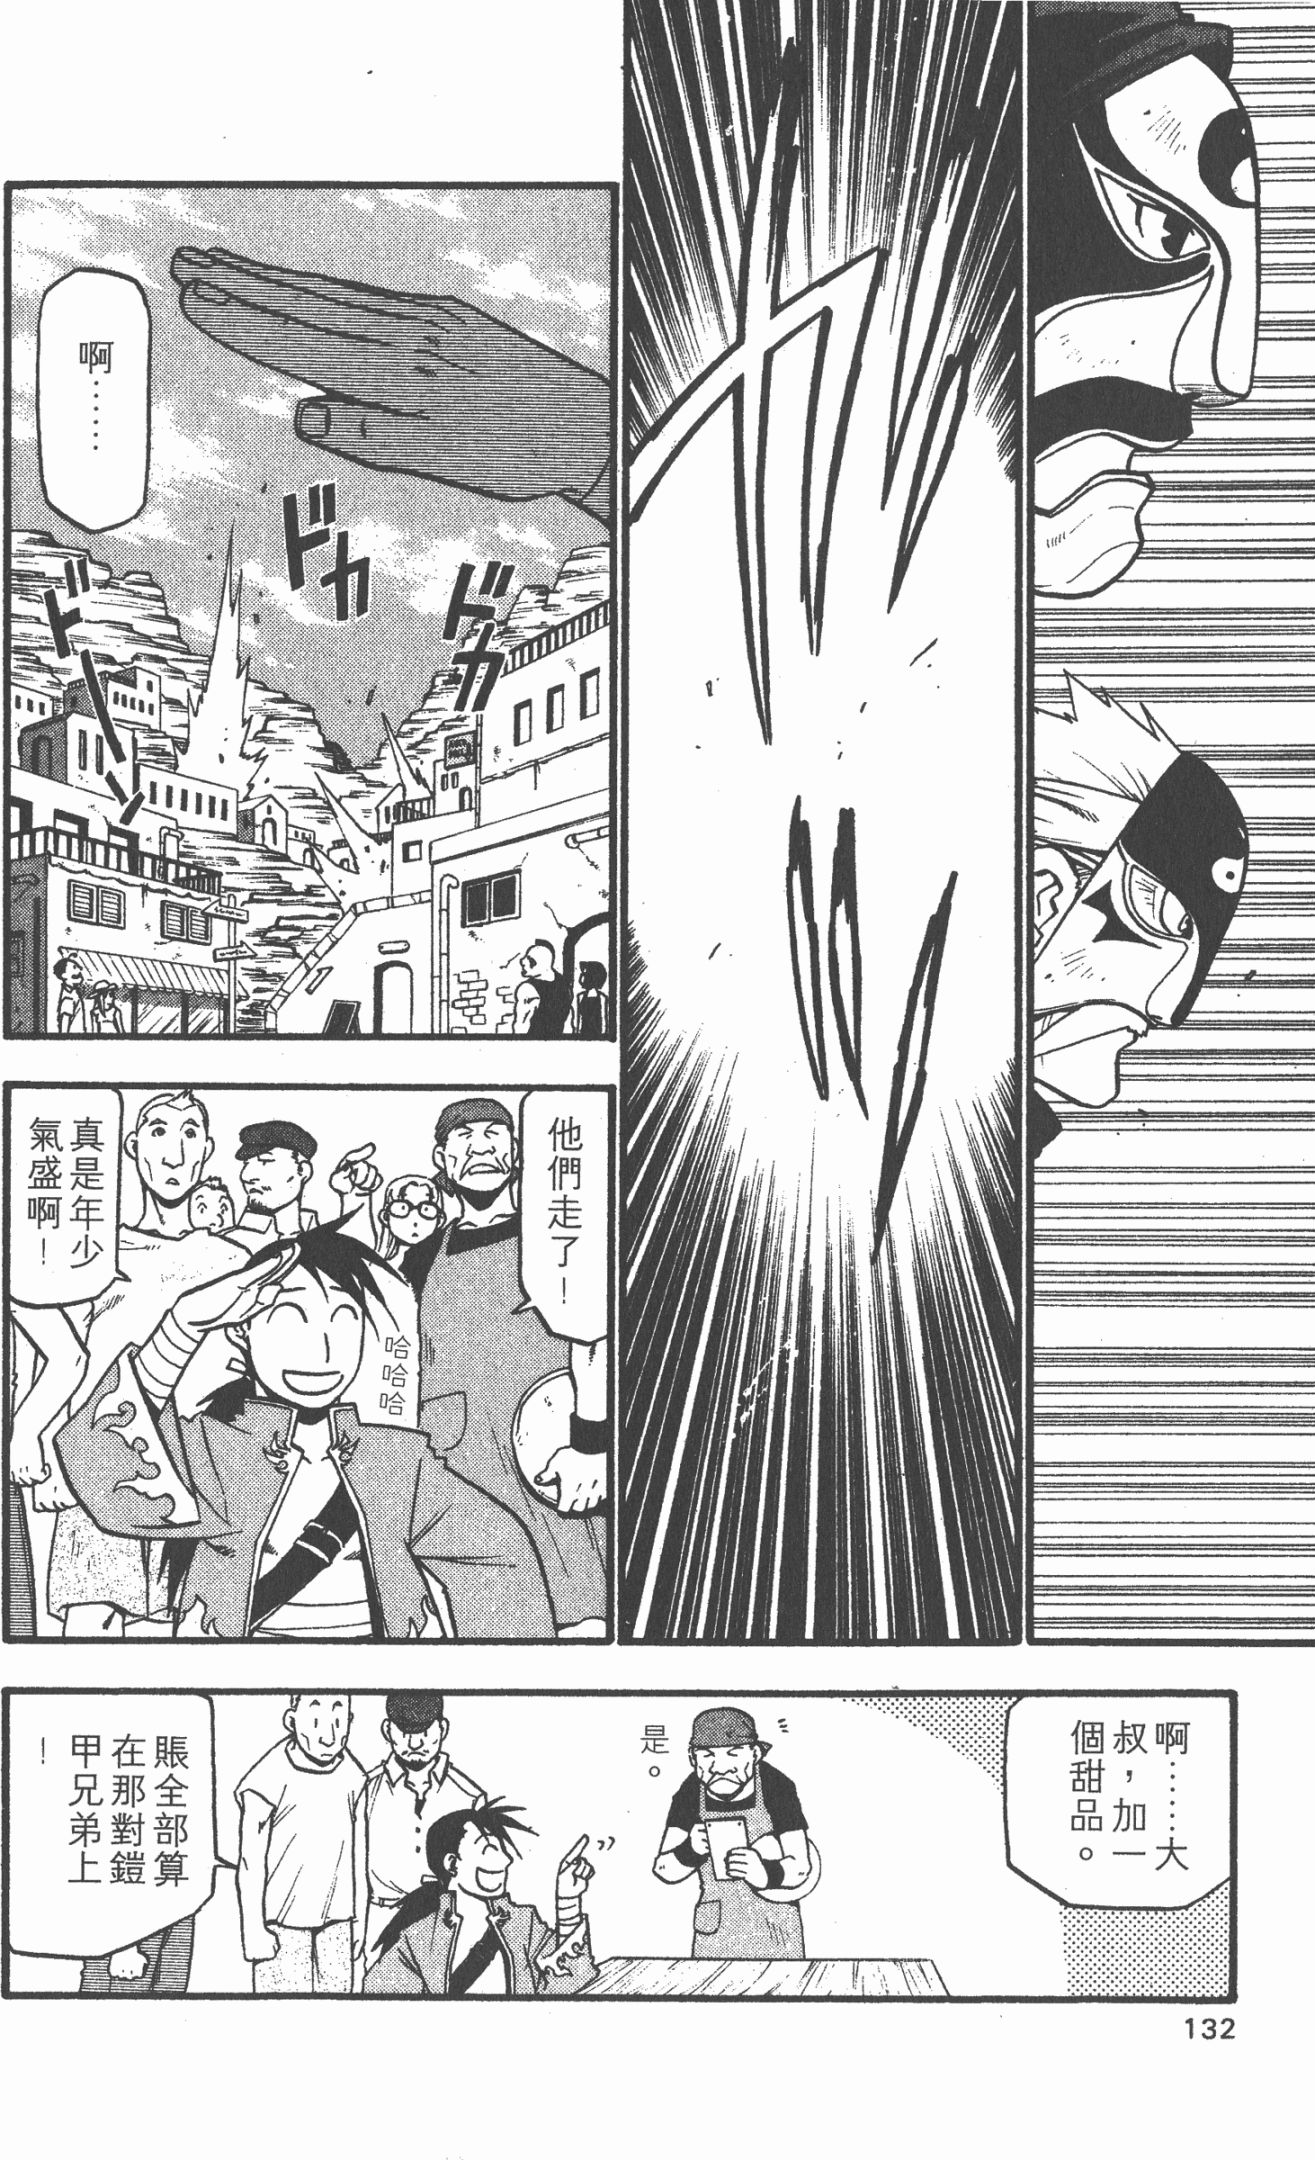 カッ
ドカ
ドカ
ドーン
啊……
他們走了！
真是年少
氣盛啊！
哈哈哈
啊……大
叔，加一
個甜品。
是。
賬全部算
在那對鎧
甲兄弟上
！
132